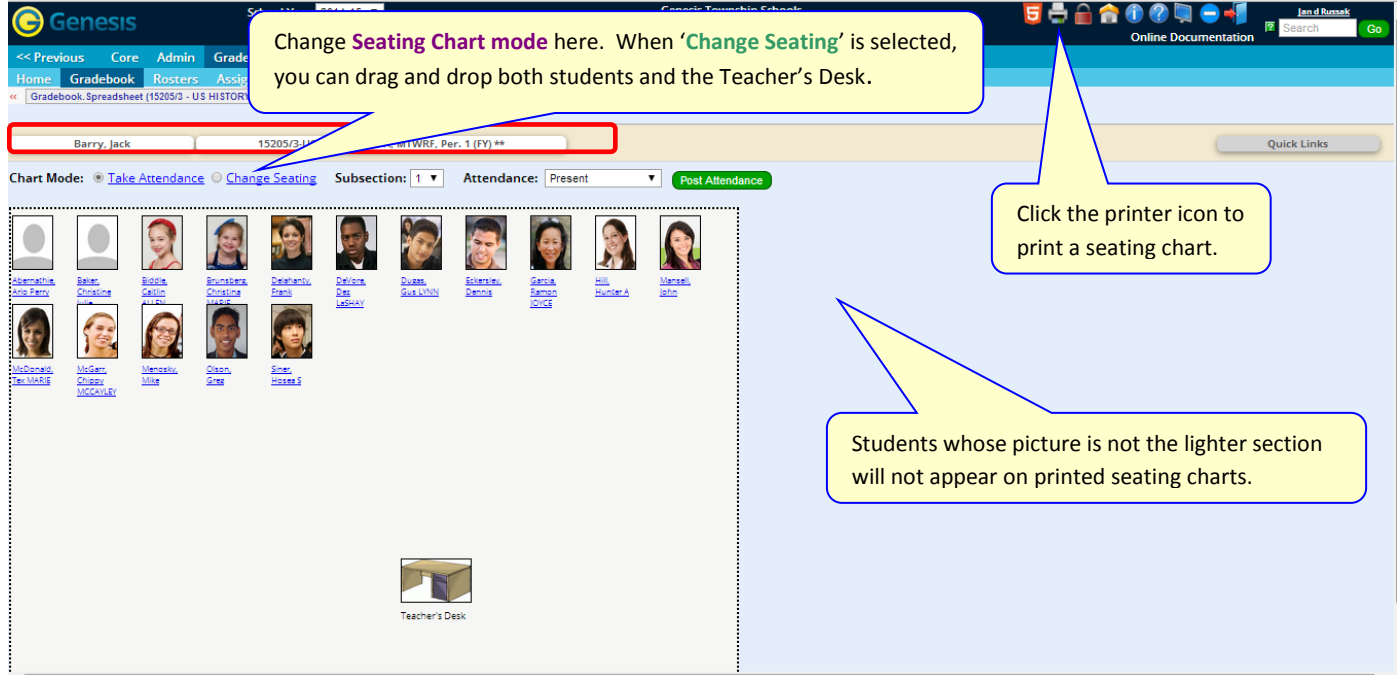 Genesis
Genesis Township Schools
Ian d Russak
Online Documentation
Search
Go
Change Seating Chart mode here. When ‘Change Seating’ is selected,
you can drag and drop both students and the Teacher’s Desk.
<< Previous Core Admin
Home Gradebook Rosters
« Gradebook.Spreadsheet (15205/3 - US HISTORY
Barry, Jack
MTWRF, Per. 1 (FY) **
Quick Links
Chart Mode: Take Attendance Change Seating Subsection: 1 Attendance: Present Post Attendance
Click the printer icon to
print a seating chart.
Abernathie, Baker, Biddle, Brunsberg, Delahanty, DeVore, Dugas, Eckersley, Garcia, Hill, Mansell,
Arlo Perry Christine Caitlin Christina Frank Dez Gus LYNN Dennis Ramon Hunter A John
Julie ALLEN MARIE LaSHAY JOYCE
McDonald, McGarr, Menosky, Olson, Siner,
Tex MARIE Chippy Mike Greg Hosea S
MCCAYLEY
Students whose picture is not the lighter section
will not appear on printed seating charts.
Teacher's Desk